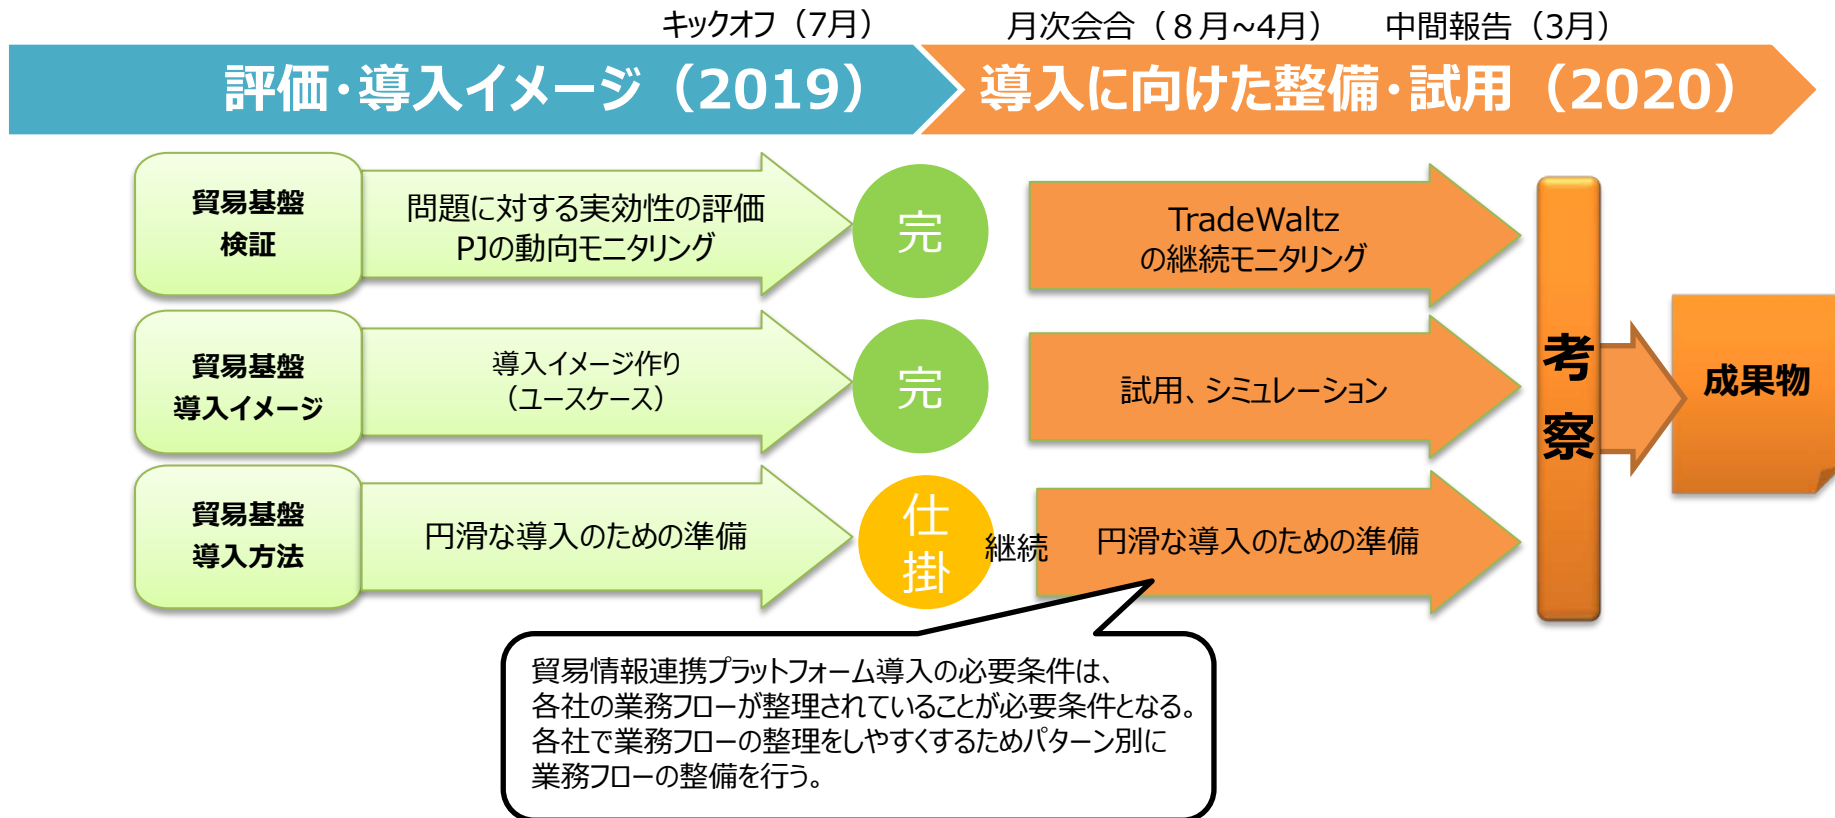 キックオフ（7月）
月次会合（８月~4月）
中間報告（3月）
評価・導入イメージ（2019）
導入に向けた整備・試用（2020）
貿易基盤
検証
問題に対する実効性の評価
PJの動向モニタリング
完
TradeWaltz
の継続モニタリング
貿易基盤
導入イメージ
導入イメージ作り
（ユースケース）
完
試用、シミュレーション
貿易基盤
導入方法
円滑な導入のための準備
仕
掛
継続
円滑な導入のための準備
考
察
成果物
貿易情報連携プラットフォーム導入の必要条件は、
各社の業務フローが整理されていることが必要条件となる。
各社で業務フローの整理をしやすくするためパターン別に
業務フローの整備を行う。